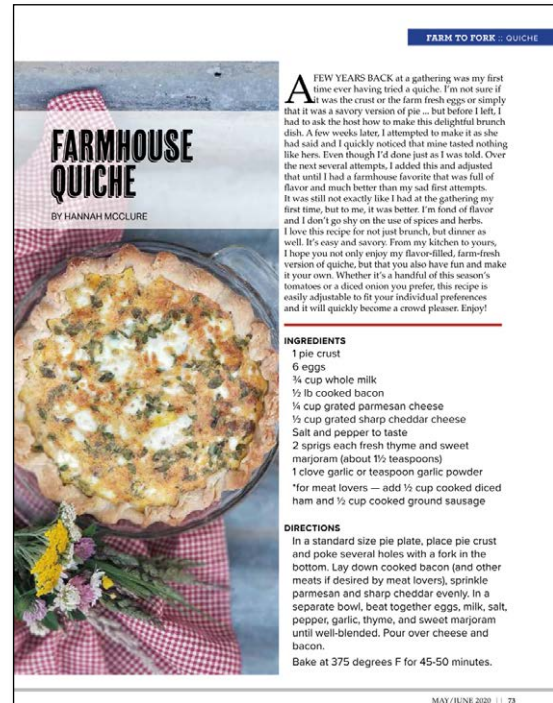 FARM TO FORK :: QUICHE
FARMHOUSE
QUICHE
BY HANNAH MCCLURE
A FEW YEARS BACK at a gathering was my first
time ever having tried a quiche. I'm not sure if
it was the crust or the farm fresh eggs or simply
that it was a savory version of pie ... but before I left, I
had to ask the host how to make this delightful brunch
dish. A few weeks later, I attempted to make it as she
had said and I quickly noticed that mine tasted nothing
like hers. Even though I'd done just as I was told. Over
the next several attempts, I added this and adjusted
that until I had a farmhouse favorite that was full of
flavor and much better than my sad first attempts.
It was still not exactly like I had at the gathering my
first time, but to me, it was better. I'm fond of flavor
and I don't go shy on the use of spices and herbs.
I love this recipe for not just brunch, but dinner as
well. It's easy and savory. From my kitchen to yours,
I hope you not only enjoy my flavor-filled, farm-fresh
version of quiche, but that you also have fun and make
it your own. Whether it's a handful of this season's
tomatoes or a diced onion you prefer, this recipe is
easily adjustable to fit your individual preferences
and it will quickly become a crowd pleaser. Enjoy!
INGREDIENTS
1 pie crust
6 eggs
¾ cup whole milk
½ lb cooked bacon
¼ cup grated parmesan cheese
½ cup grated sharp cheddar cheese
Salt and pepper to taste
2 sprigs each fresh thyme and sweet
marjoram (about 1½ teaspoons)
1 clove garlic or teaspoon garlic powder
*for meat lovers — add ½ cup cooked diced
ham and ½ cup cooked ground sausage
DIRECTIONS
In a standard size pie plate, place pie crust
and poke several holes with a fork in the
bottom. Lay down cooked bacon (and other
meats if desired by meat lovers), sprinkle
parmesan and sharp cheddar evenly. In a
separate bowl, beat together eggs, milk, salt,
pepper, garlic, thyme, and sweet marjoram
until well-blended. Pour over cheese and
bacon.
Bake at 375 degrees F for 45-50 minutes.
MAY/JUNE 2020 || 73